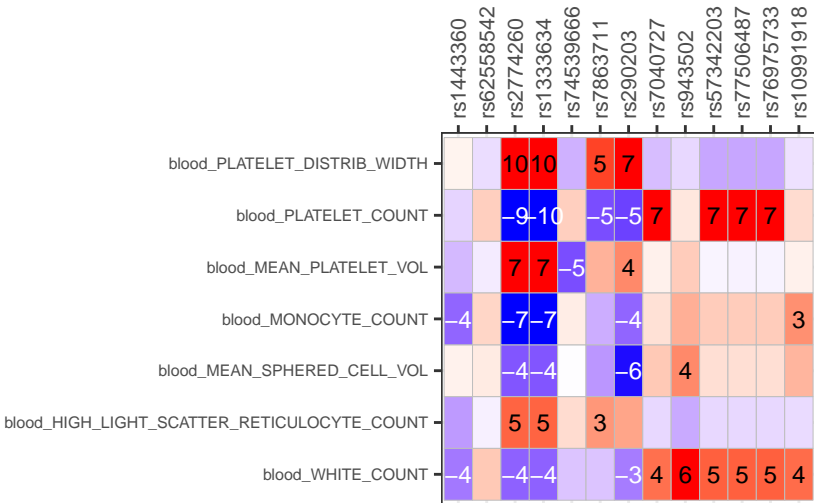 rs1443360 rs62558542 rs2774260 rs1333634 rs74539666 rs7863711 rs290203 rs7040727 rs943502 rs57342203 rs77506487 rs76975733 rs10991918
blood_PLATELET_DISTRIB_WIDTH 10 10 5 7
blood_PLATELET_COUNT −9 −10 −5 −5 7 7 7 7
blood_MEAN_PLATELET_VOL 7 7 −5 4
blood_MONOCYTE_COUNT −4 −7 −7 −4 3
blood_MEAN_SPHERED_CELL_VOL −4 −4 −6 4
blood_HIGH_LIGHT_SCATTER_RETICULOCYTE_COUNT 5 5 3
blood_WHITE_COUNT −4 −4 −4 −3 4 6 5 5 5 4